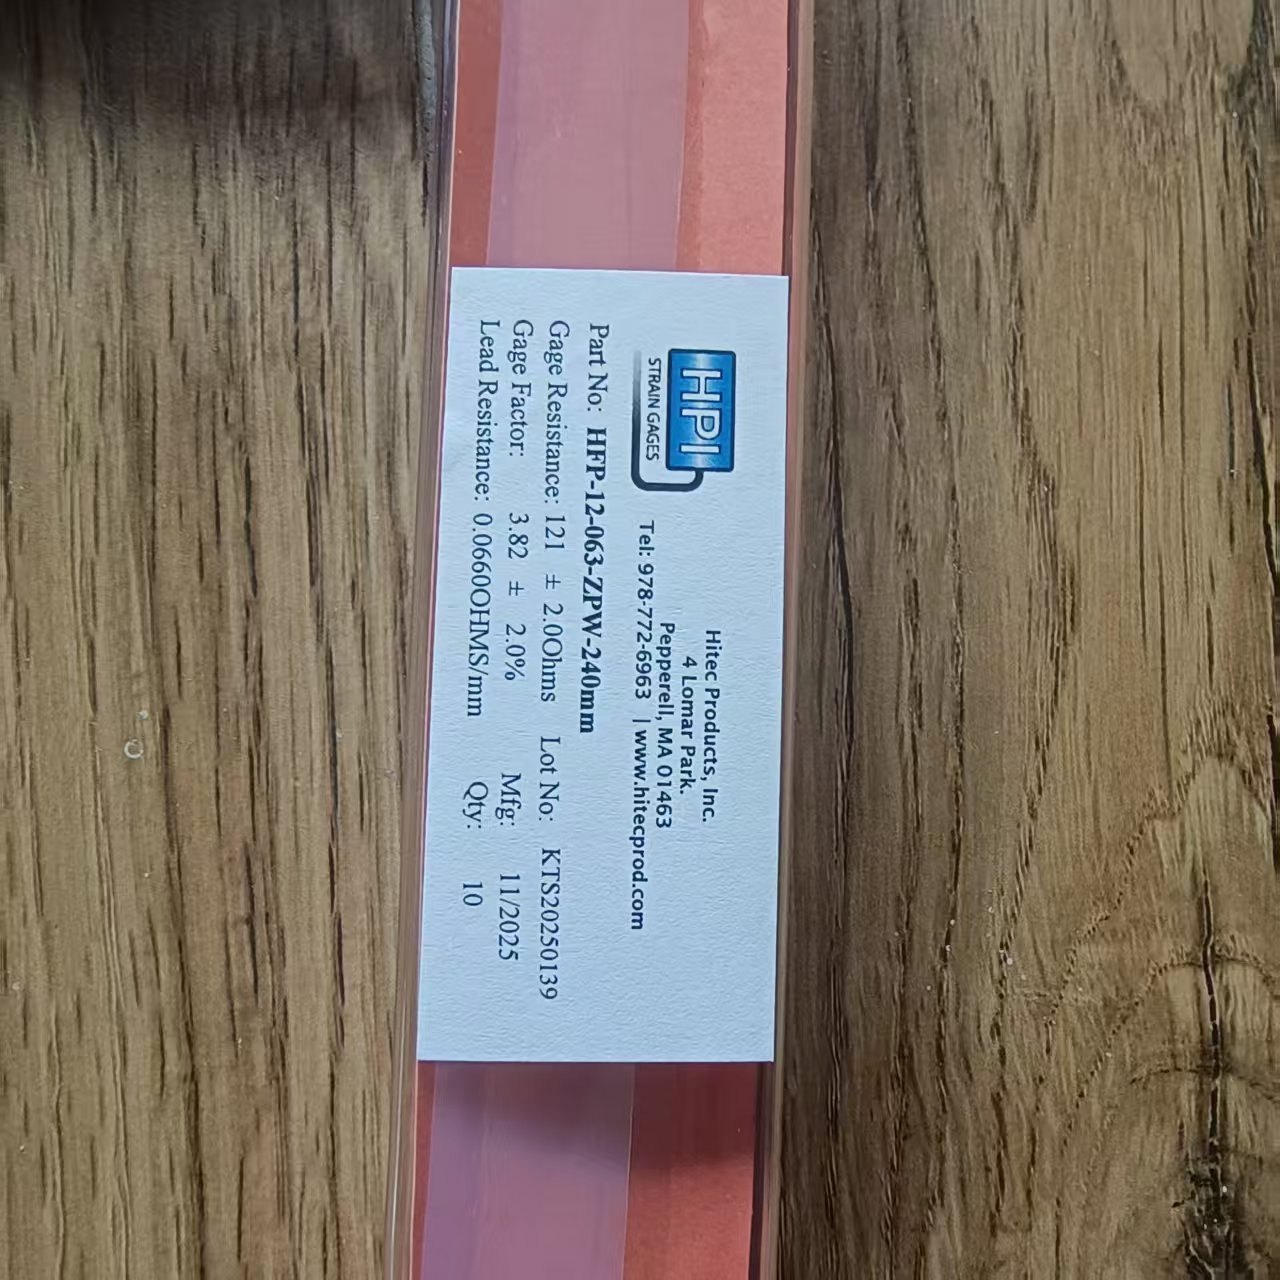 HPI
STRAIN GAGES
Hitec Products, Inc.
4 Lomar Park.
Pepperell, MA 01463
Tel: 978-772-6963 | www.hitecprod.com
Part No: HFP-12-063-ZPW-240mm
Gage Resistance: 121 ± 2.0Ohms Lot No: KTS20250139
Gage Factor: 3.82 ± 2.0% Mfg: 11/2025
Lead Resistance: 0.0660OHMS/mm Qty: 10